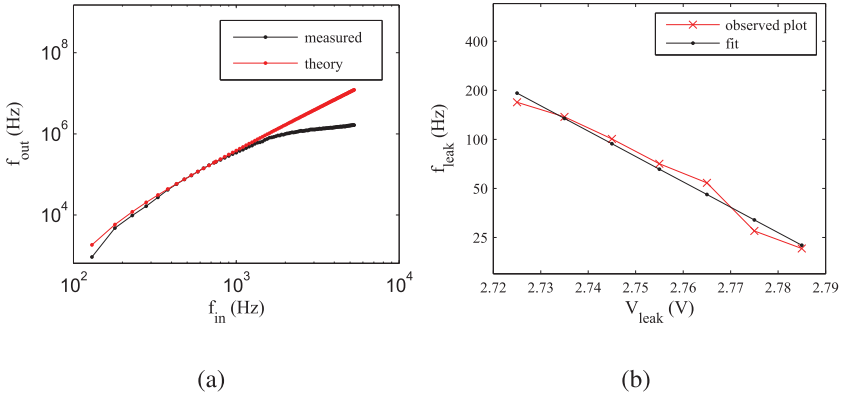 measured
theory
10^8
10^6
10^4
f_out (Hz)
10^2
10^3
10^4
f_in (Hz)
(a)
observed plot
fit
400
200
100
50
25
f_leak (Hz)
2.72
2.73
2.74
2.75
2.76
2.77
2.78
2.79
V_leak (V)
(b)